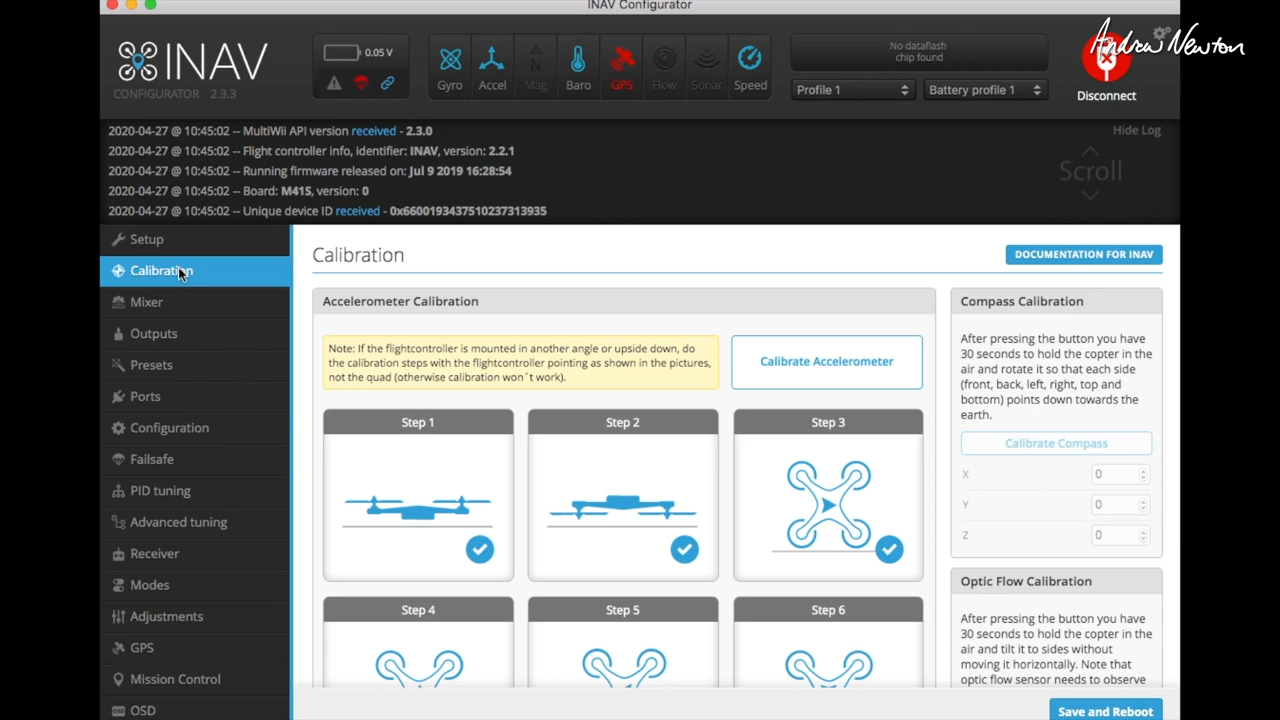 INAV Configurator
Andrew Newton
INAV
CONFIGURATOR 2.3.3
0.05 V
Gyro Accel Mag Baro GPS Flow Sonar Speed
No dataflash
chip found
Profile 1
Battery profile 1
Disconnect
2020-04-27 @ 10:45:02 -- MultiWii API version received - 2.3.0
2020-04-27 @ 10:45:02 -- Flight controller info, identifier: INAV, version: 2.2.1
2020-04-27 @ 10:45:02 -- Running firmware released on: Jul 9 2019 16:28:54
2020-04-27 @ 10:45:02 -- Board: M41S, version: 0
2020-04-27 @ 10:45:02 -- Unique device ID received - 0x6600193437510237313935
Hide Log
Scroll
Setup
Calibration
Mixer
Outputs
Presets
Ports
Configuration
Failsafe
PID tuning
Advanced tuning
Receiver
Modes
Adjustments
GPS
Mission Control
OSD
Calibration
DOCUMENTATION FOR INAV
Accelerometer Calibration
Note: If the flightcontroller is mounted in another angle or upside down, do
the calibration steps with the flightcontroller pointing as shown in the pictures,
not the quad (otherwise calibration won´t work).
Calibrate Accelerometer
Step 1
Step 2
Step 3
Step 4
Step 5
Step 6
Compass Calibration
After pressing the button you have
30 seconds to hold the copter in the
air and rotate it so that each side
(front, back, left, right, top and
bottom) points down towards the
earth.
Calibrate Compass
X 0
Y 0
Z 0
Optic Flow Calibration
After pressing the button you have
30 seconds to hold the copter in the
air and tilt it to sides without
moving it horizontally. Note that
optic flow sensor needs to observe
Save and Reboot